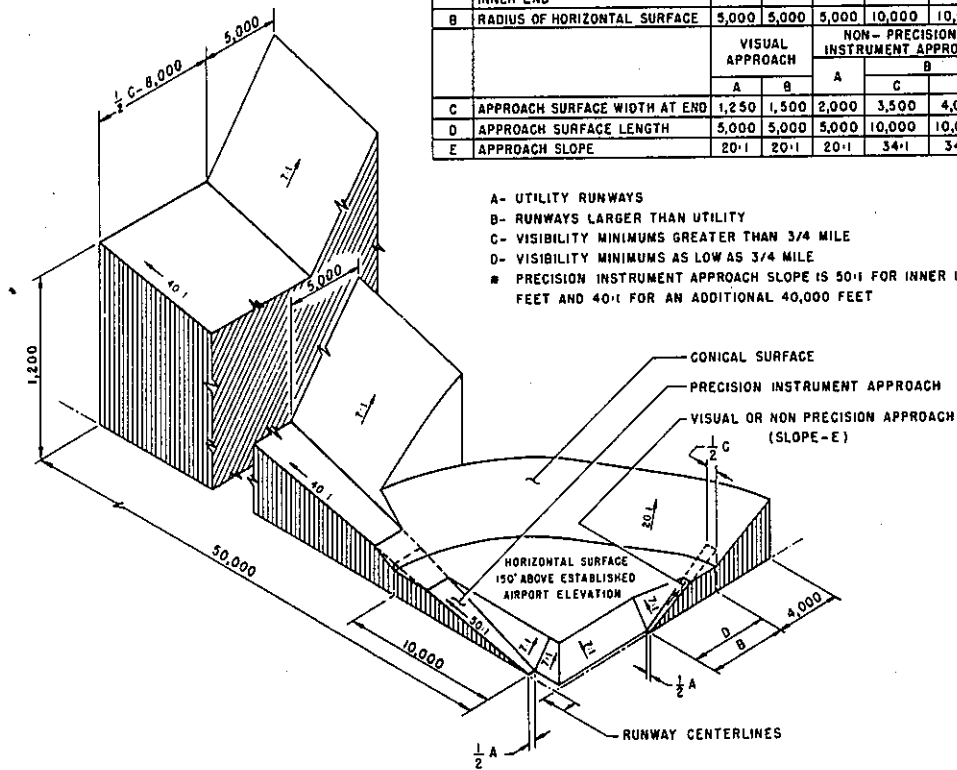 INNER END
B RADIUS OF HORIZONTAL SURFACE 5,000 5,000 5,000 10,000
VISUAL APPROACH NON-PRECISION
A B A B
C
C APPROACH SURFACE WIDTH AT END 1,250 1,500 2,000 3,500
D APPROACH SURFACE LENGTH 5,000 5,000 5,000 10,000
E APPROACH SLOPE 20:1 20:1 20:1 34:1
A- UTILITY RUNWAYS
B- RUNWAYS LARGER THAN UTILITY
C- VISIBILITY MINIMUMS GREATER THAN 3/4 MILE
D- VISIBILITY MINIMUMS AS LOW AS 3/4 MILE
* PRECISION INSTRUMENT APPROACH SLOPE IS 50:1 FOR INNER
FEET AND 40:1 FOR AN ADDITIONAL 40,000 FEET
5,000
1/2 C-8,000
7:1
40:1
5,000
1,200
7:1
CONICAL SURFACE
PRECISION INSTRUMENT APPROACH
VISUAL OR NON PRECISION APPROACH
(SLOPE-E)
1/2 C
40:1
20:1
HORIZONTAL SURFACE
150' ABOVE ESTABLISHED
AIRPORT ELEVATION
50,000
50:1
7:1
7:1
7:1
7:1
4,000
D
B
10,000
1/2 A
RUNWAY CENTERLINES
1/2 A